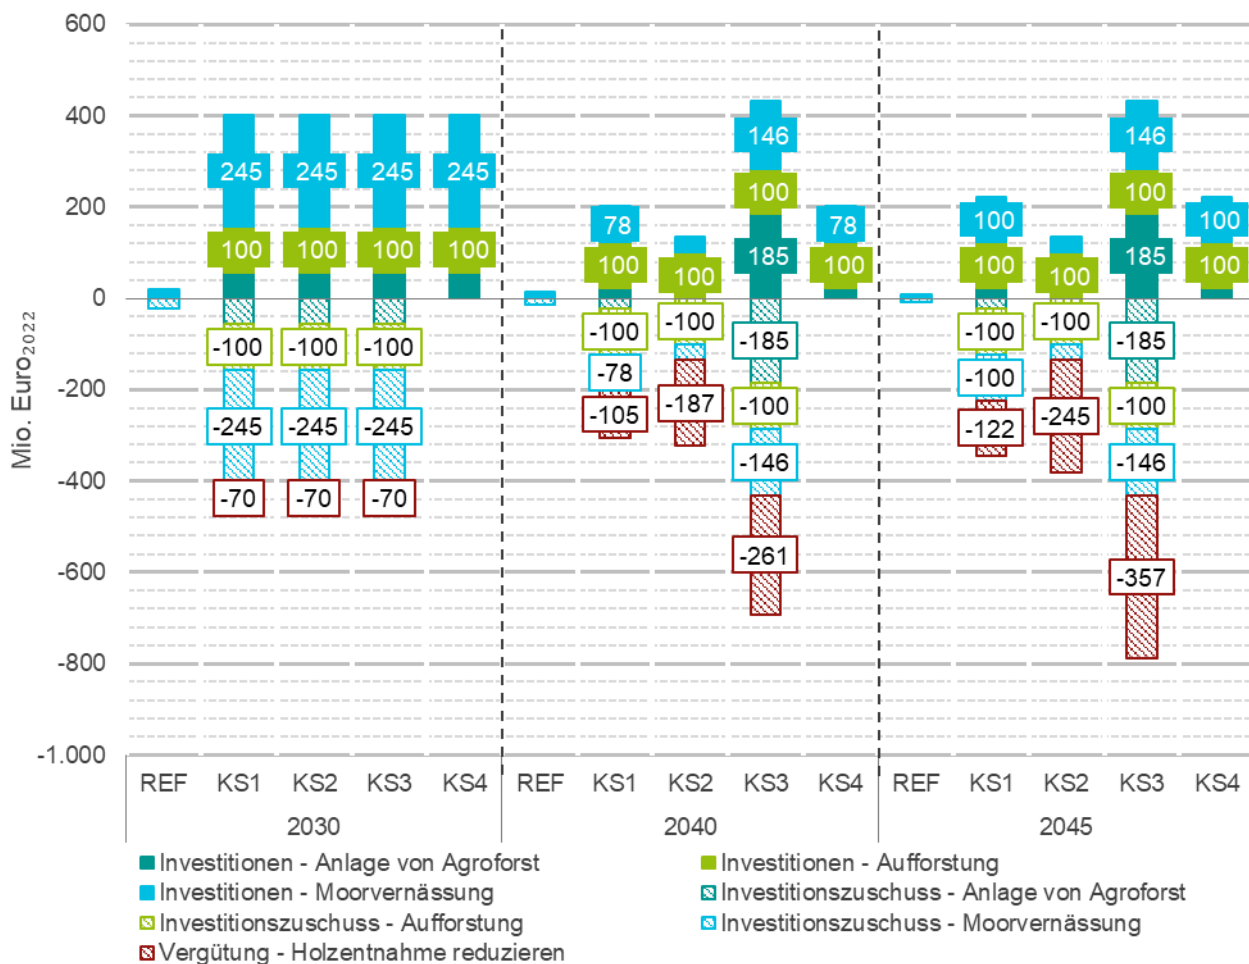 600
400
200
0
-200
-400
-600
-800
-1.000
Mio. Euro2022
245 245 245 245
100 100 100 100
-100 -100 -100
-245 -245 -245
-70 -70 -70
78 146 78
100 100 100 100
185
-100 -100 -185
-78 -100
-105 -187 -146
-261
100 146 100
100 100 100 100
185
-100 -100 -185
-100 -100
-122 -245 -146
-357
REF KS1 KS2 KS3 KS4 REF KS1 KS2 KS3 KS4 REF KS1 KS2 KS3 KS4
2030 2040 2045
Investitionen - Anlage von Agroforst
Investitionen - Aufforstung
Investitionen - Moorvernässung
Investitionszuschuss - Anlage von Agroforst
Investitionszuschuss - Aufforstung
Investitionszuschuss - Moorvernässung
Vergütung - Holzentnahme reduzieren